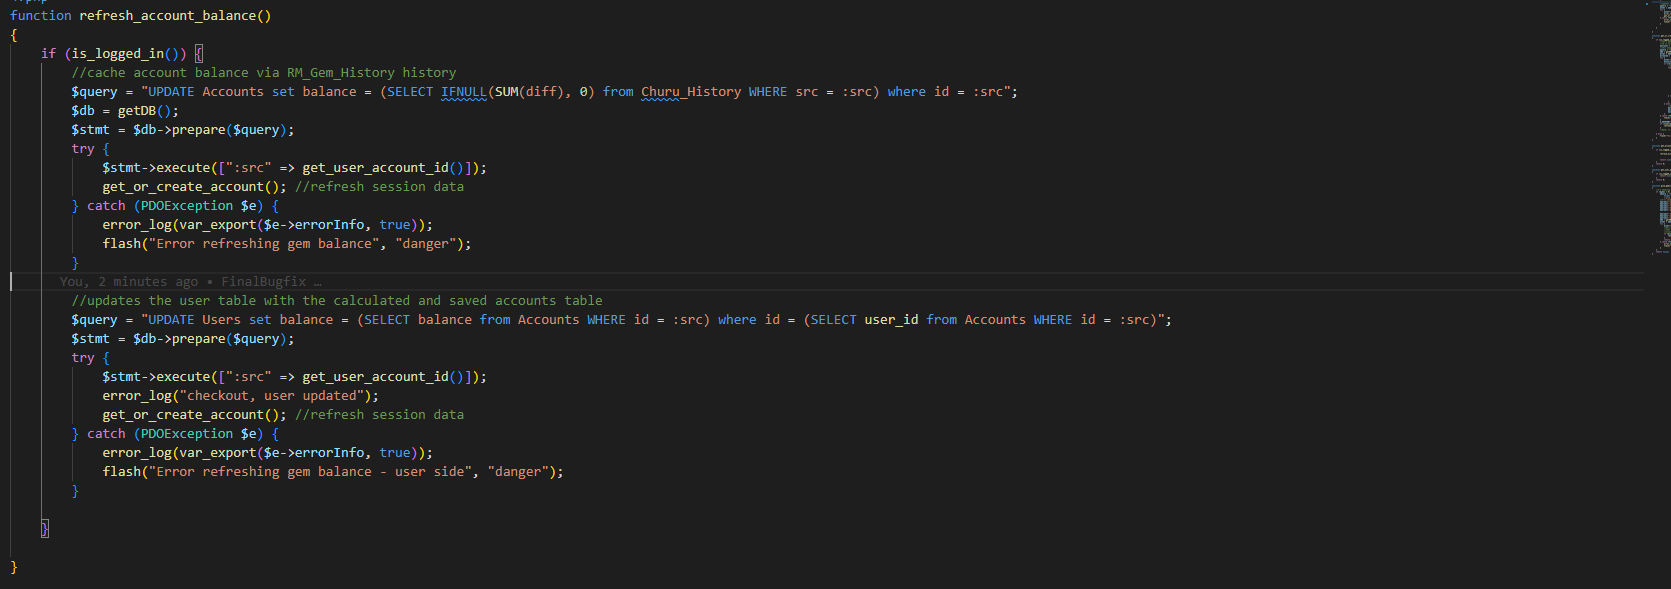 function refresh_account_balance()
{
    if (is_logged_in()) {
        //cache account balance via RM_Gem_History history
        $query = "UPDATE Accounts set balance = (SELECT IFNULL(SUM(diff), 0) from Churu_History WHERE src = :src) where id = :src";
        $db = getDB();
        $stmt = $db->prepare($query);
        try {
            $stmt->execute([":src" => get_user_account_id()]);
            get_or_create_account(); //refresh session data
        } catch (PDOException $e) {
            error_log(var_export($e->errorInfo, true));
            flash("Error refreshing gem balance", "danger");
        }
You, 2 minutes ago • FinalBugfix …
        //updates the user table with the calculated and saved accounts table
        $query = "UPDATE Users set balance = (SELECT balance from Accounts WHERE id = :src) where id = (SELECT user_id from Accounts WHERE id = :src)";
        $stmt = $db->prepare($query);
        try {
            $stmt->execute([":src" => get_user_account_id()]);
            error_log("checkout, user updated");
            get_or_create_account(); //refresh session data
        } catch (PDOException $e) {
            error_log(var_export($e->errorInfo, true));
            flash("Error refreshing gem balance - user side", "danger");
        }
    }
}